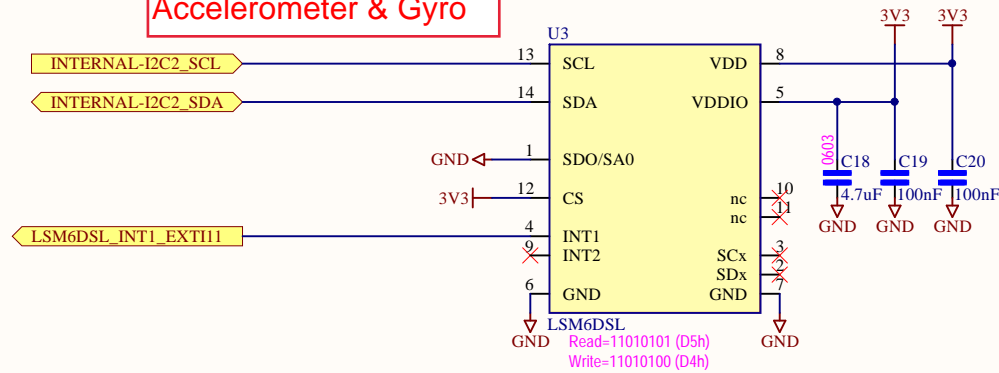 Accelerometer & Gyro
3V3 3V3
U3
INTERNAL-I2C2_SCL 13 SCL VDD 8
INTERNAL-I2C2_SDA 14 SDA VDDIO 5
GND 1 SDO/SA0
0603 C18 C19 C20
4.7uF 100nF 100nF
3V3 12 CS nc 10
nc 11
GND GND GND
LSM6DSL_INT1_EXTI11 4 INT1
9 INT2 SCx 3
SDx 2
6 GND GND 7
LSM6DSL
GND GND
Read=11010101 (D5h)
Write=11010100 (D4h)